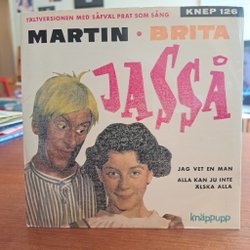 TÄLTVERSIONEN MED SÅVÄL PRAT SOM SÅNG
KNEP 126
MARTIN · BRITA
JASSÅ
JAG VET EN MAN
ALLA KAN JU INTE
ÄLSKA ALLA
knäppupp